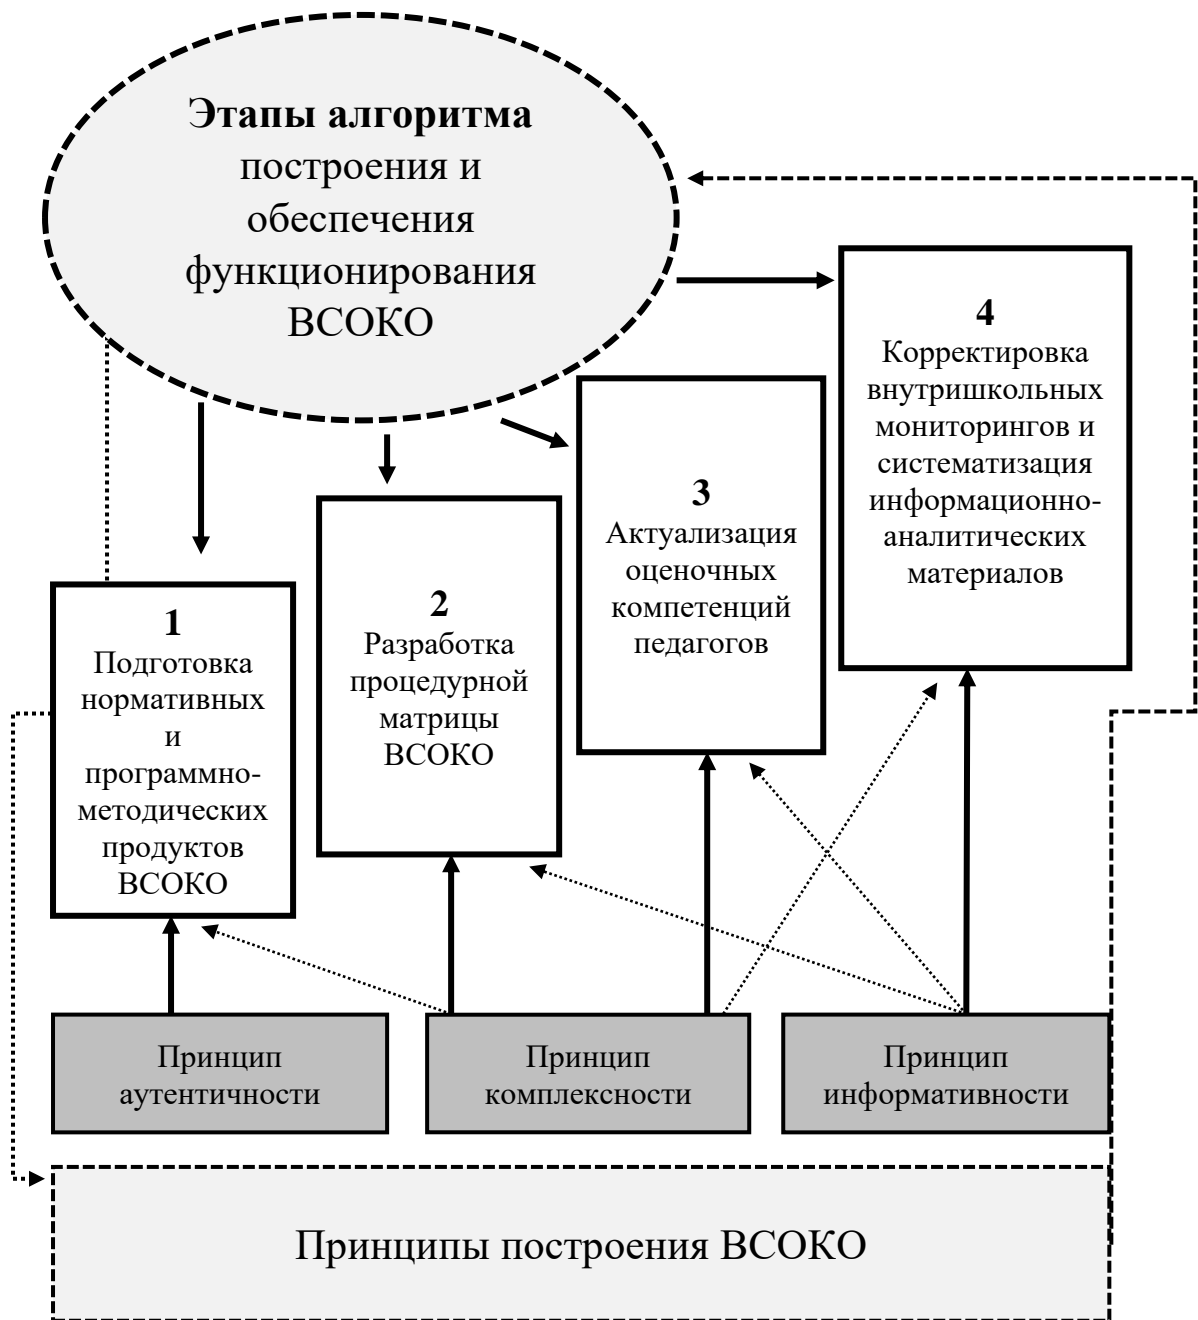 Этапы алгоритма
построения и
обеспечения
функционирования
ВСОКО
4
Корректировка
внутришкольных
мониторингов и
систематизация
информационно-
аналитических
материалов
3
Актуализация
оценочных
компетенций
педагогов
2
Разработка
процедурной
матрицы
ВСОКО
1
Подготовка
нормативных
и
программно-
методических
продуктов
ВСОКО
Принцип
аутентичности
Принцип
комплексности
Принцип
информативности
Принципы построения ВСОКО